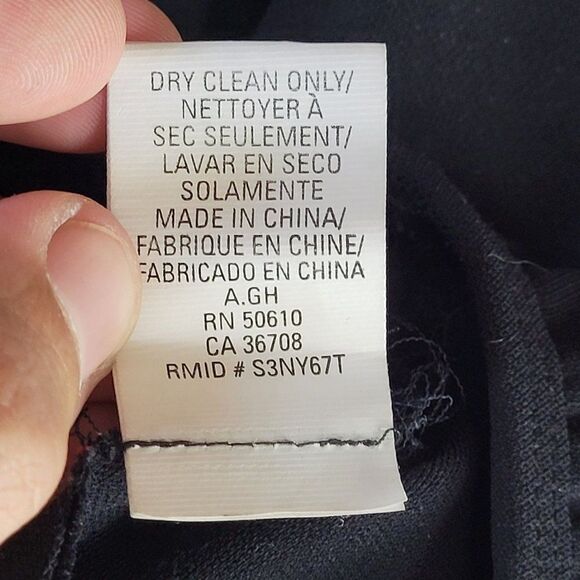 DRY CLEAN ONLY/
NETTOYER À
SEC SEULEMENT/
LAVAR EN SECO
SOLAMENTE
MADE IN CHINA/
FABRIQUE EN CHINE/
FABRICADO EN CHINA
A.GH
RN 50610
CA 36708
RMID # S3NY67T